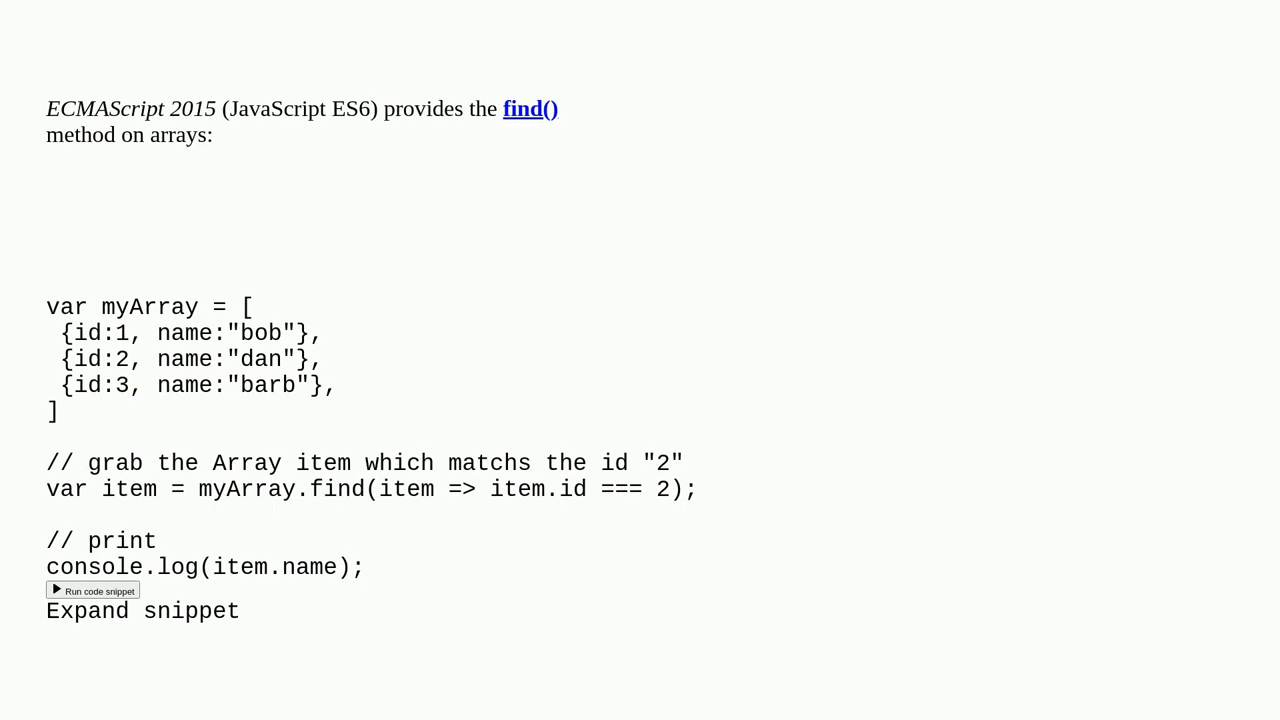 ECMAScript 2015 (JavaScript ES6) provides the find()
method on arrays:
var myArray = [
 {id:1, name:"bob"},
 {id:2, name:"dan"},
 {id:3, name:"barb"},
]
// grab the Array item which matchs the id "2"
var item = myArray.find(item => item.id === 2);
// print
console.log(item.name);
Run code snippet
Expand snippet